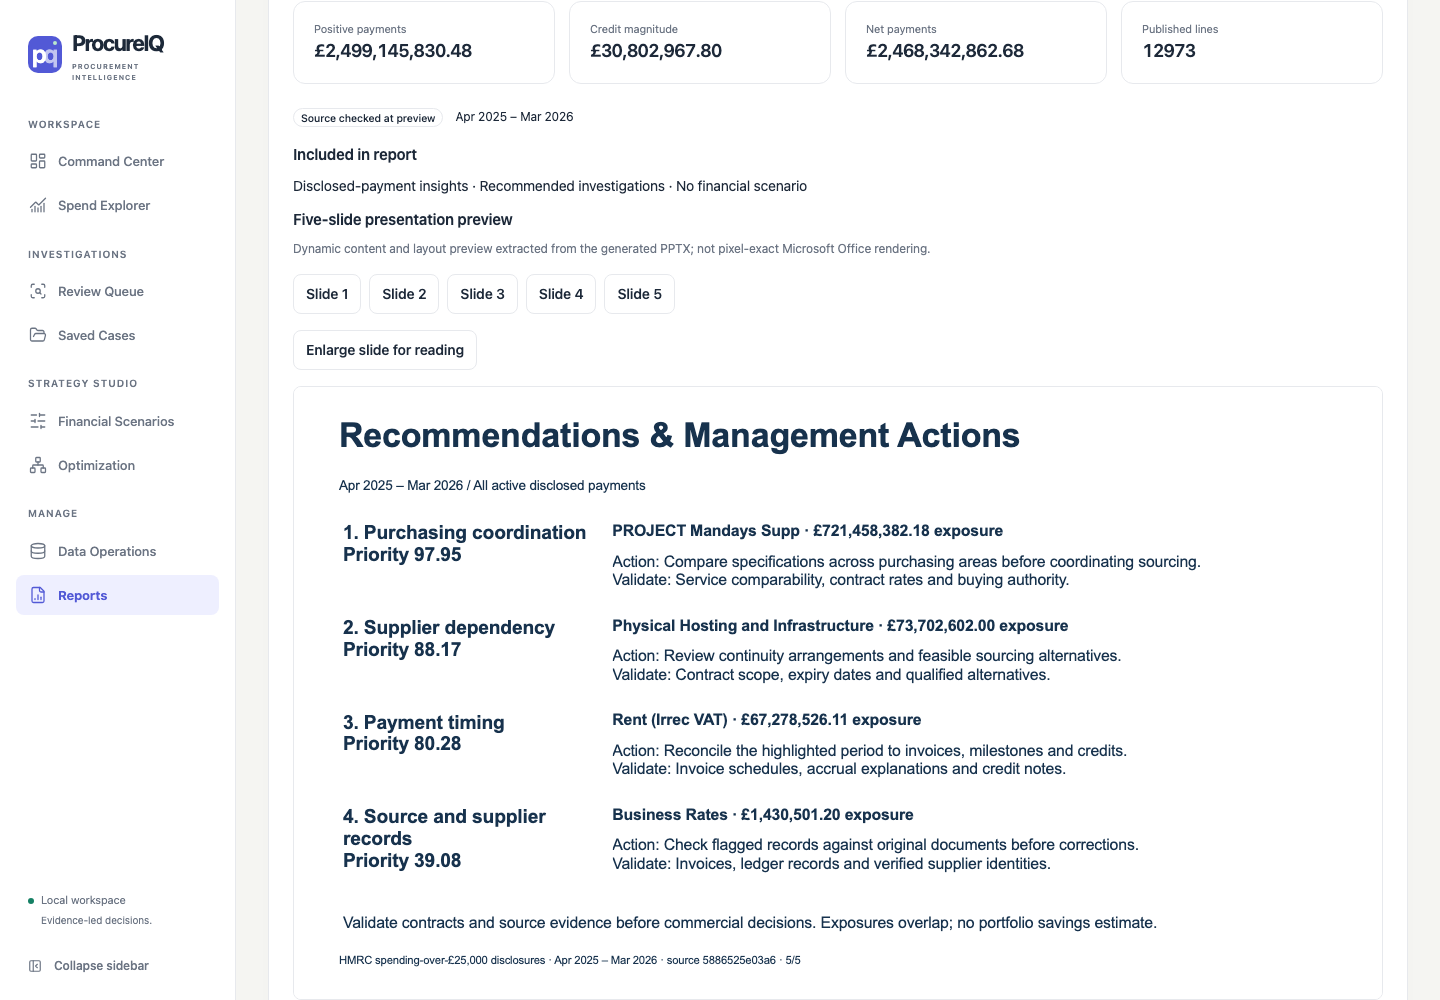 pq
ProcureIQ
PROCUREMENT
INTELLIGENCE
WORKSPACE
Command Center
Spend Explorer
INVESTIGATIONS
Review Queue
Saved Cases
STRATEGY STUDIO
Financial Scenarios
Optimization
MANAGE
Data Operations
Reports
Local workspace
Evidence-led decisions.
Collapse sidebar
Positive payments
£2,499,145,830.48
Credit magnitude
£30,802,967.80
Net payments
£2,468,342,862.68
Published lines
12973
Source checked at preview Apr 2025 – Mar 2026
Included in report
Disclosed-payment insights · Recommended investigations · No financial scenario
Five-slide presentation preview
Dynamic content and layout preview extracted from the generated PPTX; not pixel-exact Microsoft Office rendering.
Slide 1 Slide 2 Slide 3 Slide 4 Slide 5
Enlarge slide for reading
Recommendations & Management Actions
Apr 2025 – Mar 2026 / All active disclosed payments
1. Purchasing coordination
Priority 97.95
PROJECT Mandays Supp · £721,458,382.18 exposure
Action: Compare specifications across purchasing areas before coordinating sourcing.
Validate: Service comparability, contract rates and buying authority.
2. Supplier dependency
Priority 88.17
Physical Hosting and Infrastructure · £73,702,602.00 exposure
Action: Review continuity arrangements and feasible sourcing alternatives.
Validate: Contract scope, expiry dates and qualified alternatives.
3. Payment timing
Priority 80.28
Rent (Irrec VAT) · £67,278,526.11 exposure
Action: Reconcile the highlighted period to invoices, milestones and credits.
Validate: Invoice schedules, accrual explanations and credit notes.
4. Source and supplier
records
Priority 39.08
Business Rates · £1,430,501.20 exposure
Action: Check flagged records against original documents before corrections.
Validate: Invoices, ledger records and verified supplier identities.
Validate contracts and source evidence before commercial decisions. Exposures overlap; no portfolio savings estimate.
HMRC spending-over-£25,000 disclosures · Apr 2025 – Mar 2026 · source 5886525e03a6 · 5/5